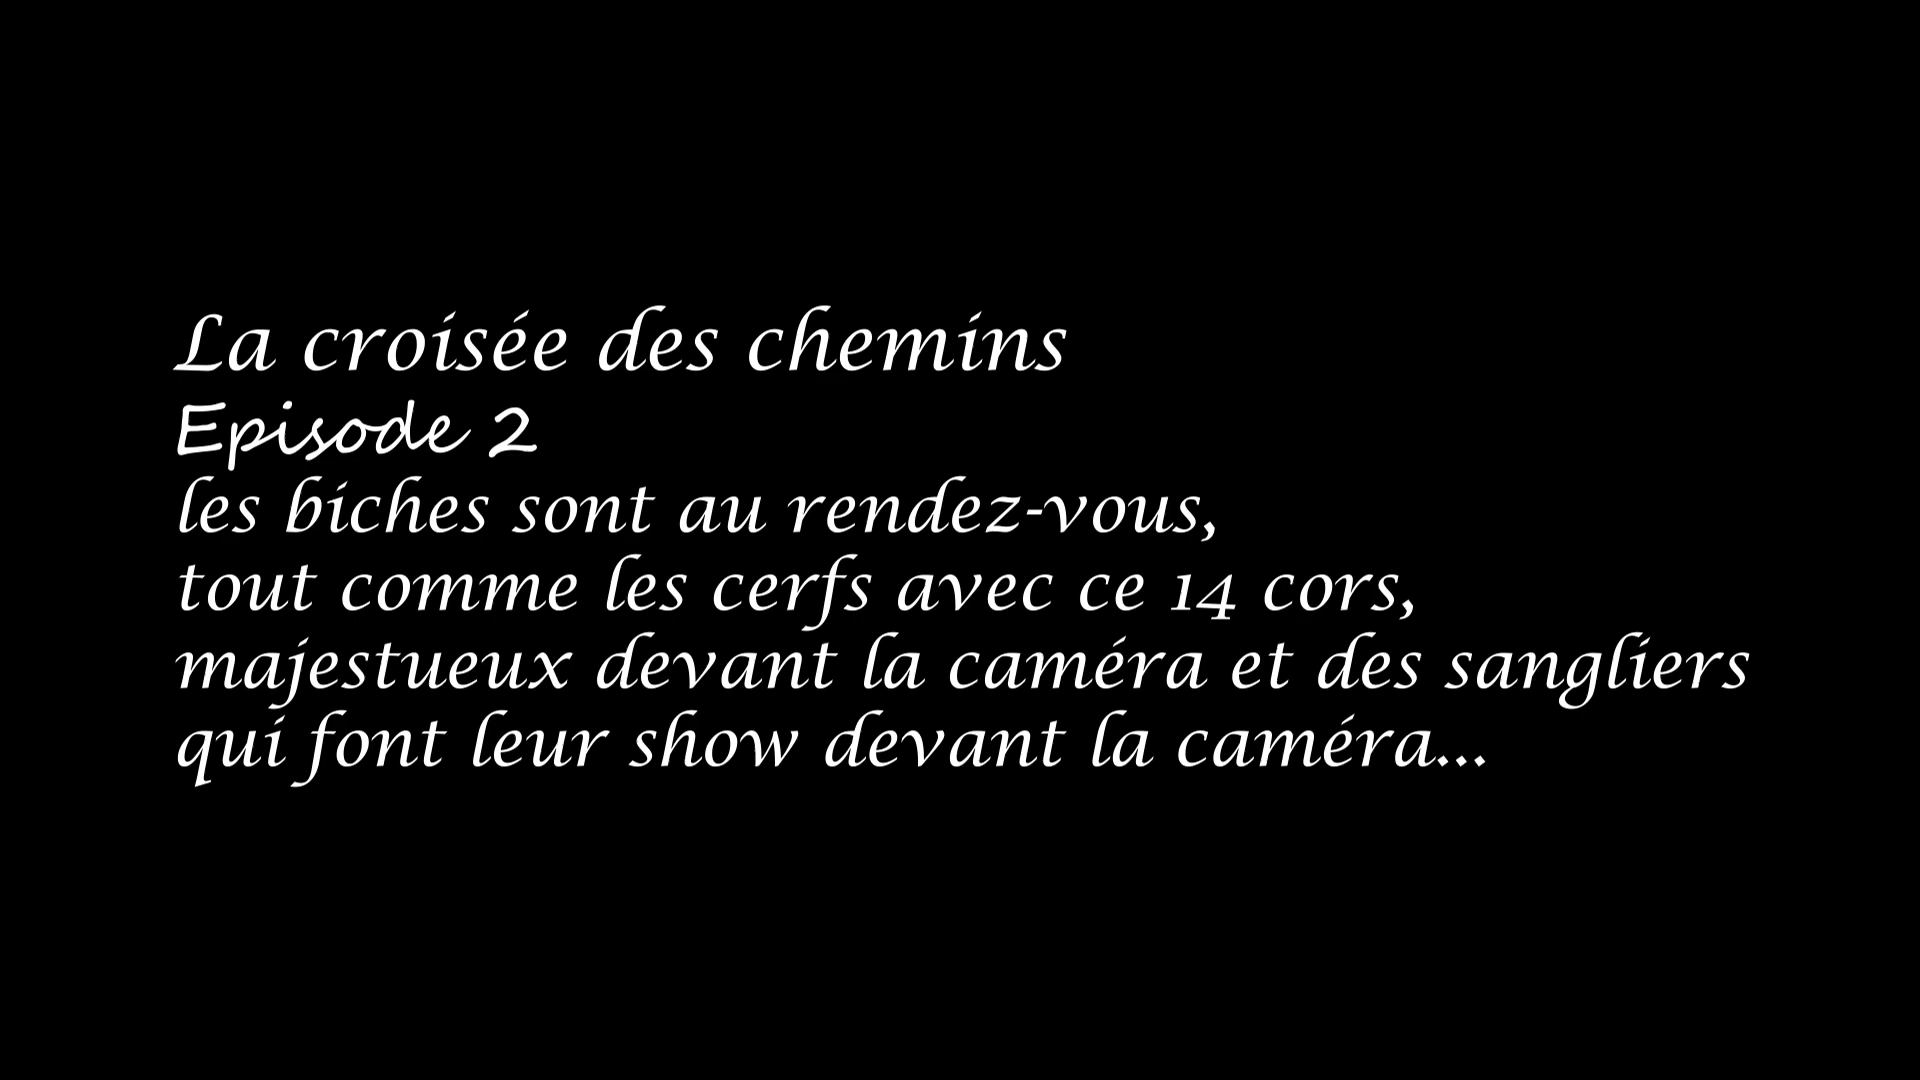 La croisée des chemins
Episode 2
les biches sont au rendez-vous,
tout comme les cerfs avec ce 14 cors,
majestueux devant la caméra et des sangliers
qui font leur show devant la caméra...